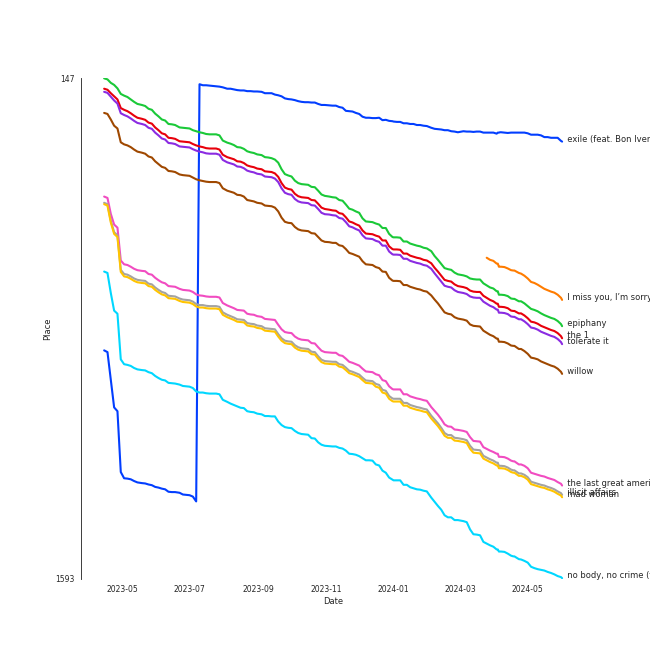 147
exile (feat. Bon Iver
I miss you, I'm sorry
epiphany
the 1
tolerate it
Place
willow
the last great ameri
illicit affairs
mad woman
no body, no crime (
1593
2023-05 2023-07 2023-09 2023-11 2024-01 2024-03 2024-05
Date